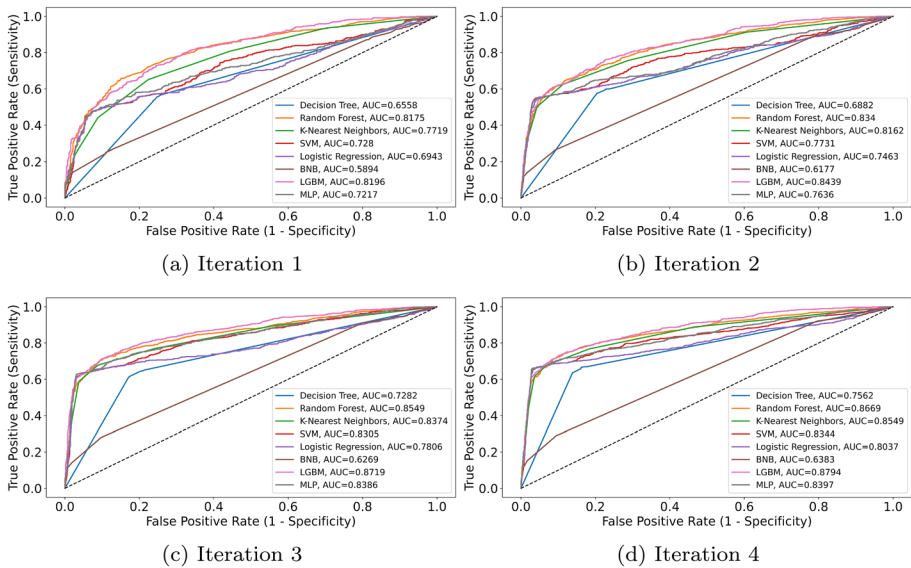 1.0
0.8
0.6
0.4
0.2
0.0
True Positive Rate (Sensitivity)
Decision Tree, AUC=0.6558
Random Forest, AUC=0.8175
K-Nearest Neighbors, AUC=0.7719
SVM, AUC=0.728
Logistic Regression, AUC=0.6943
BNB, AUC=0.5894
LGBM, AUC=0.8196
MLP, AUC=0.7217
0.0 0.2 0.4 0.6 0.8 1.0
False Positive Rate (1 - Specificity)
(a) Iteration 1
1.0
0.8
0.6
0.4
0.2
0.0
True Positive Rate (Sensitivity)
Decision Tree, AUC=0.6882
Random Forest, AUC=0.834
K-Nearest Neighbors, AUC=0.8162
SVM, AUC=0.7731
Logistic Regression, AUC=0.7463
BNB, AUC=0.6177
LGBM, AUC=0.8439
MLP, AUC=0.7636
0.0 0.2 0.4 0.6 0.8 1.0
False Positive Rate (1 - Specificity)
(b) Iteration 2
1.0
0.8
0.6
0.4
0.2
0.0
True Positive Rate (Sensitivity)
Decision Tree, AUC=0.7282
Random Forest, AUC=0.8549
K-Nearest Neighbors, AUC=0.8374
SVM, AUC=0.8305
Logistic Regression, AUC=0.7806
BNB, AUC=0.6269
LGBM, AUC=0.8719
MLP, AUC=0.8386
0.0 0.2 0.4 0.6 0.8 1.0
False Positive Rate (1 - Specificity)
(c) Iteration 3
1.0
0.8
0.6
0.4
0.2
0.0
True Positive Rate (Sensitivity)
Decision Tree, AUC=0.7562
Random Forest, AUC=0.8669
K-Nearest Neighbors, AUC=0.8549
SVM, AUC=0.8344
Logistic Regression, AUC=0.8037
BNB, AUC=0.6383
LGBM, AUC=0.8794
MLP, AUC=0.8397
0.0 0.2 0.4 0.6 0.8 1.0
False Positive Rate (1 - Specificity)
(d) Iteration 4